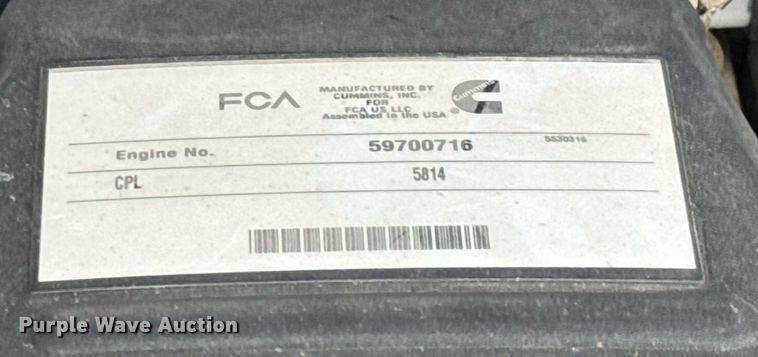 FCA
MANUFACTURED BY
CUMMINS, INC.
FOR
FCA US LLC
Assembled in the USA
Cummins
®
Engine No. 59700716 5530316
CPL 5814
Purple Wave Auction